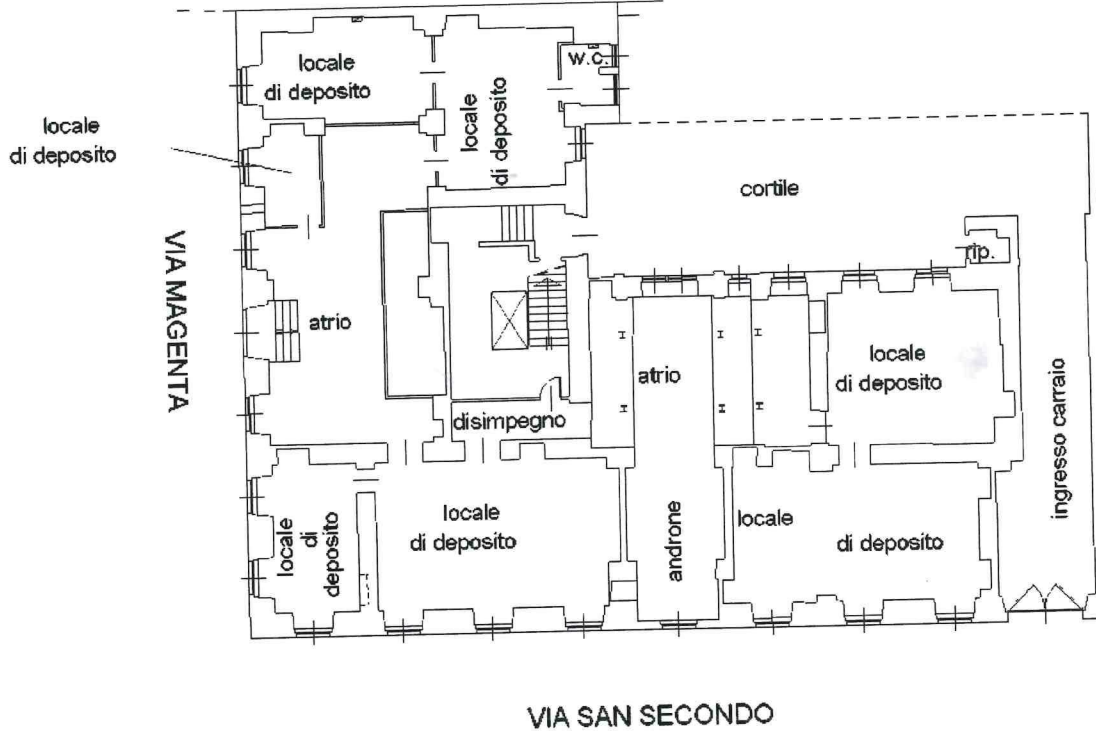 locale
di deposito
locale
di deposito
w.c.
locale
di deposito
cortile
rip.
VIA MAGENTA
atrio
atrio
locale
di deposito
disimpegno
ingresso carraio
locale
di
deposito
locale
di deposito
androne
locale
di deposito
VIA SAN SECONDO